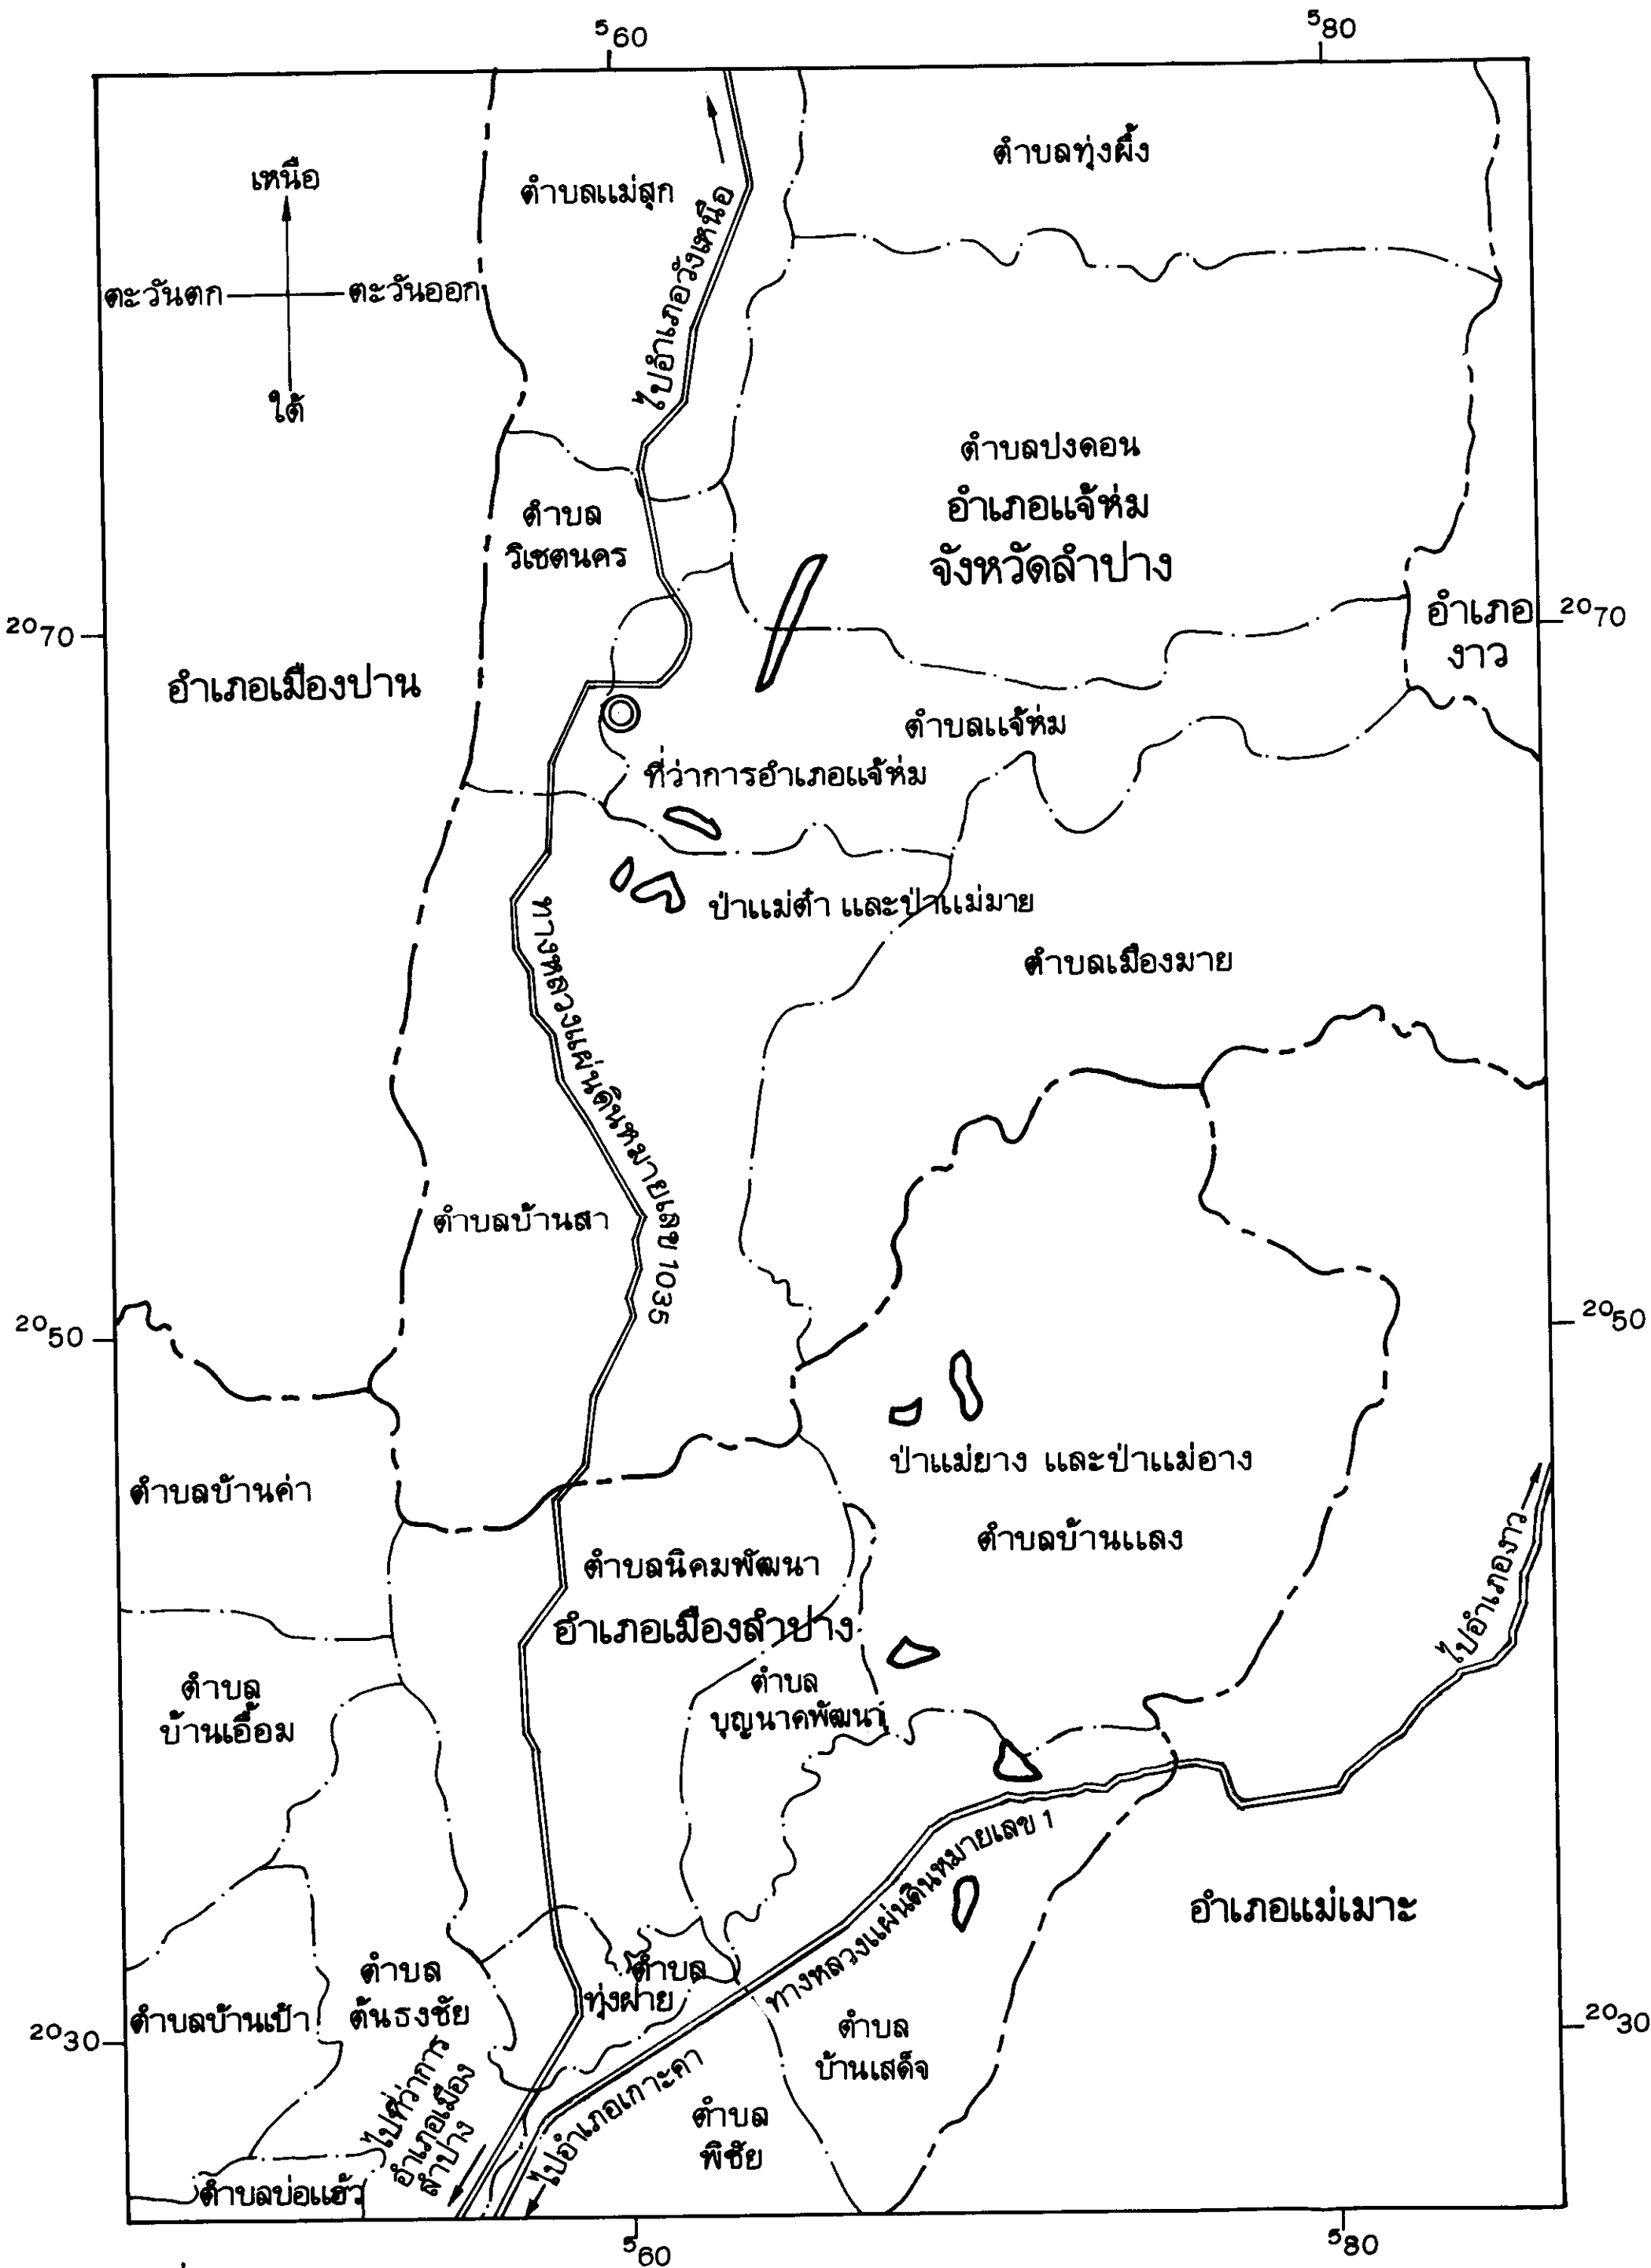 ⁵60
⁵80
เหนือ
ตะวันตก
ตะวันออก
ใต้
ตำบลแม่สุก
ไปอำเภอวังเหนือ
ตำบลทุ่งผึ้ง
ตำบลปงดอน
อำเภอแจ้ห่ม
จังหวัดลำปาง
ตำบล
วิเชตนคร
²⁰70
²⁰70
อำเภอ
งาว
อำเภอเมืองปาน
ตำบลแจ้ห่ม
ที่ว่าการอำเภอแจ้ห่ม
ป่าแม่ต๋ำ และป่าแม่มาย
ตำบลเมืองมาย
ทางหลวงแผ่นดินหมายเลข 1035
ตำบลบ้านสา
²⁰50
²⁰50
ป่าแม่ยาง และป่าแม่อาง
ตำบลบ้านค่า
ตำบลบ้านแลง
ตำบลนิคมพัฒนา
อำเภอเมืองลำปาง
ไปอำเภองาว
ตำบล
บ้านเอื้อม
ตำบล
บุญนาคพัฒนา
ทางหลวงแผ่นดินหมายเลข 1
อำเภอแม่เมาะ
ตำบล
ต้นธงชัย
ตำบล
ทุ่งฝาย
ตำบลบ้านเป้า
²⁰30
²⁰30
ตำบล
บ้านเสด็จ
ไปที่ว่าการ
อำเภอเมือง
ลำปาง
ไปอำเภอเกาะคา
ตำบล
พิชัย
ตำบลบ่อแฮ้ว
⁵60
⁵80